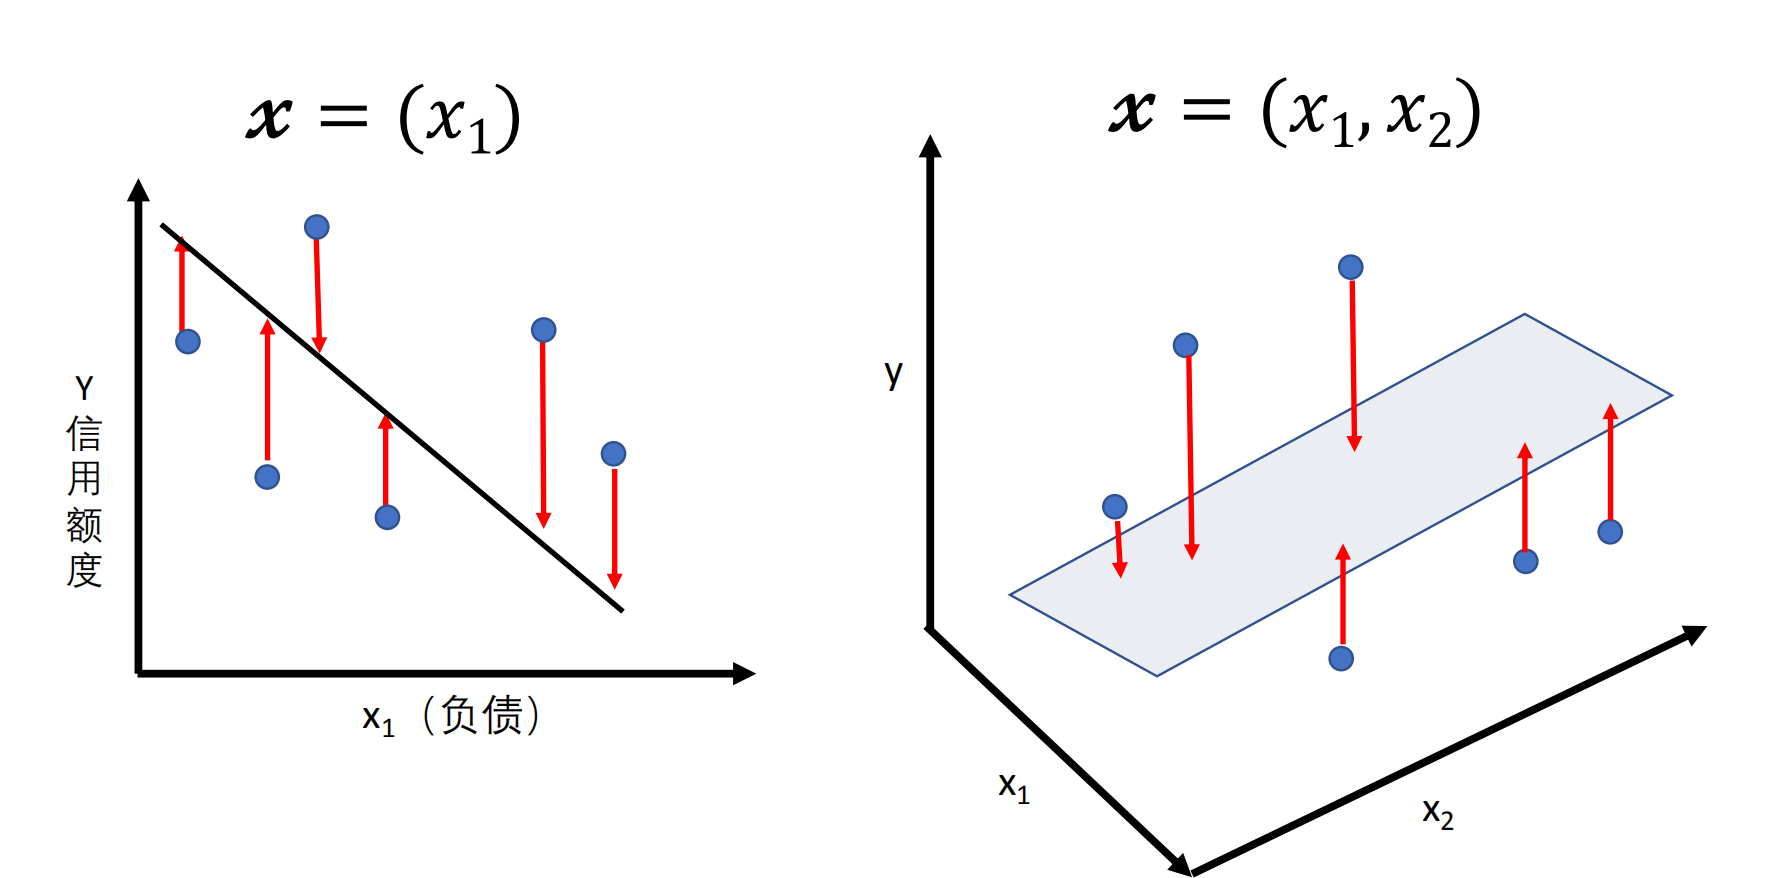 x = (x₁)
Y
信
用
额
度
x₁（负债）
x = (x₁, x₂)
y
x₁
x₂